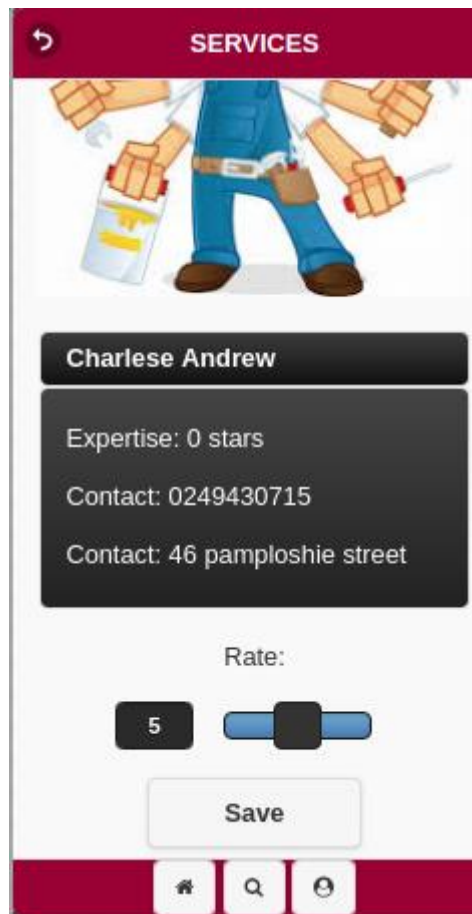 SERVICES
Charlese Andrew
Expertise: 0 stars
Contact: 0249430715
Contact: 46 pamploshie street
Rate:
5
Save